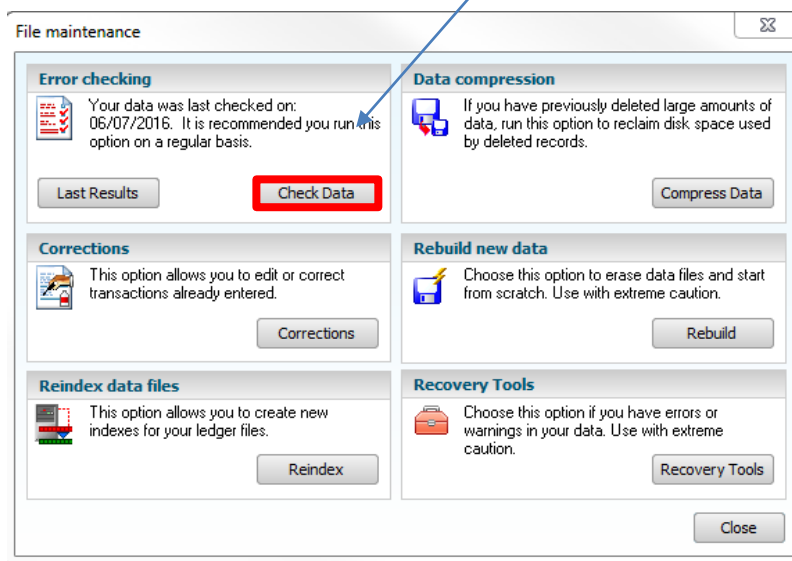 File maintenance
Error checking
Your data was last checked on:
06/07/2016. It is recommended you run this
option on a regular basis.
Last Results
Check Data
Data compression
If you have previously deleted large amounts of
data, run this option to reclaim disk space used
by deleted records.
Compress Data
Corrections
This option allows you to edit or correct
transactions already entered.
Corrections
Rebuild new data
Choose this option to erase data files and start
from scratch. Use with extreme caution.
Rebuild
Reindex data files
This option allows you to create new
indexes for your ledger files.
Reindex
Recovery Tools
Choose this option if you have errors or
warnings in your data. Use with extreme
caution.
Recovery Tools
Close